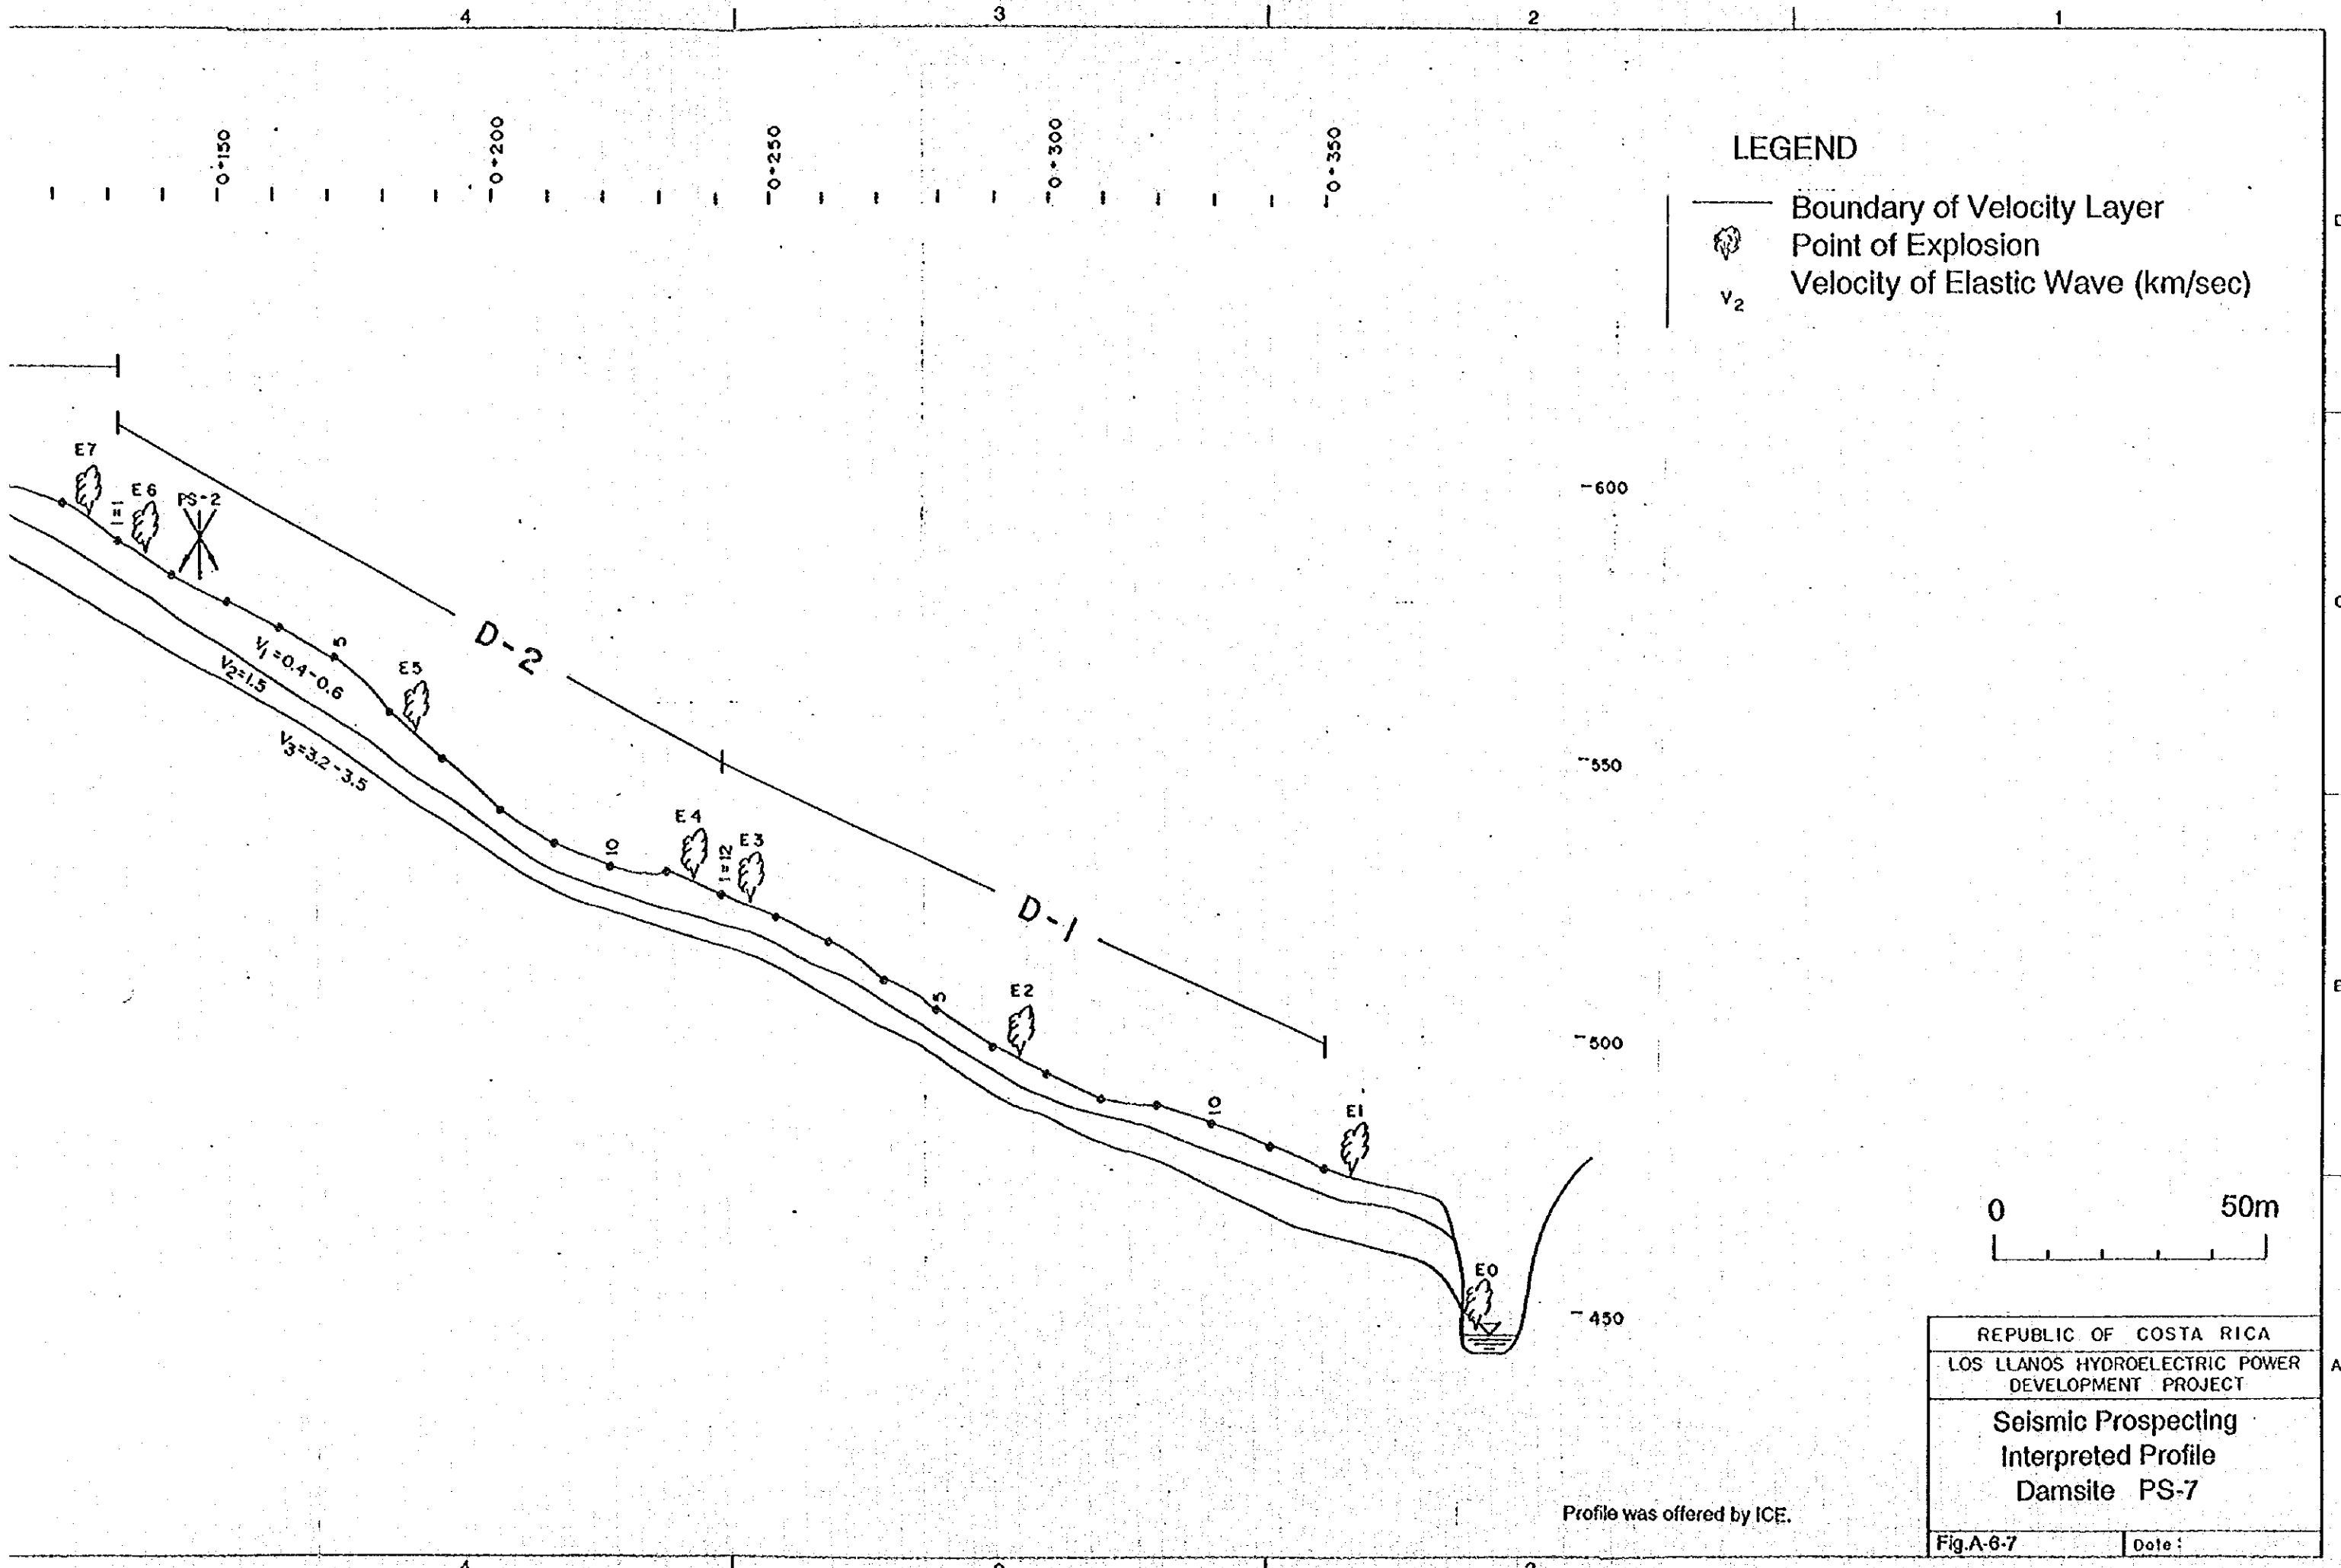 4 3 2 1
0+150 0+200 0+250 0+300 0+350
LEGEND
Boundary of Velocity Layer
Point of Explosion
V2 Velocity of Elastic Wave (km/sec)
E7
E6
PS-2
I=1
-600
5
D-2
V1=0.4-0.6
V2=1.5
E5
V3=3.2-3.5
-550
E4
E3
10
I=12
D-1
5
E2
-500
10
E1
0 50m
E0
-450
REPUBLIC OF COSTA RICA
LOS LLANOS HYDROELECTRIC POWER
DEVELOPMENT PROJECT
Seismic Prospecting
Interpreted Profile
Damsite PS-7
Profile was offered by ICE.
Fig.A-6-7 Date:
C
A